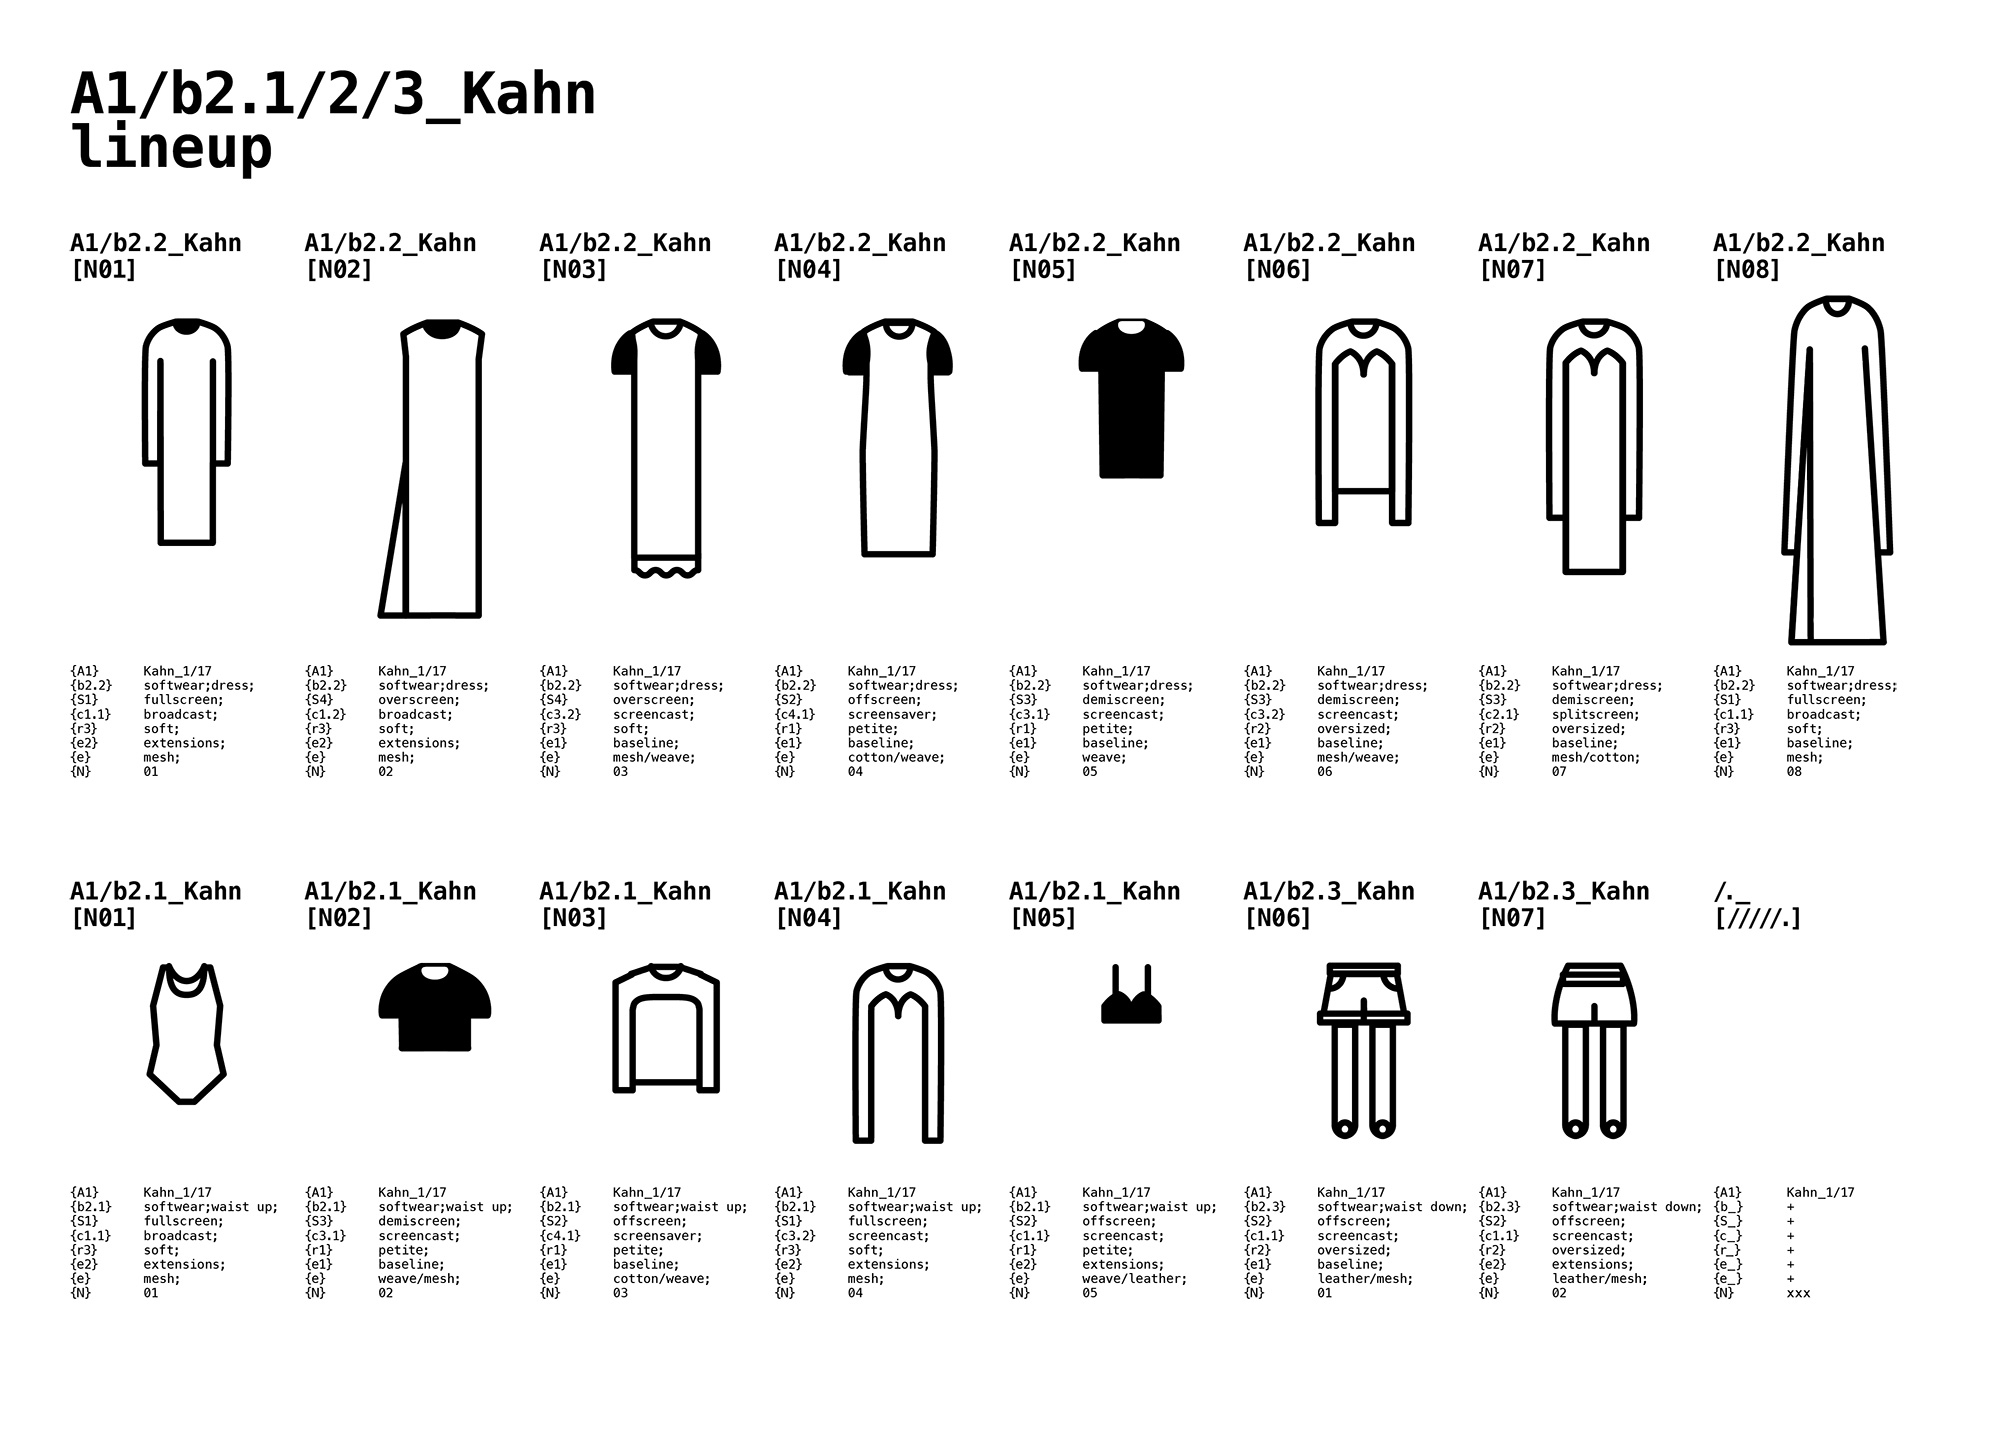 A1/b2.1/2/3_Kahn
lineup
A1/b2.2_Kahn
[N01]
{A1} Kahn_1/17
{b2.2} softwear;dress;
{S1} fullscreen;
{c1.1} broadcast;
{r3} soft;
{e2} extensions;
{e} mesh;
{N} 01
A1/b2.2_Kahn
[N02]
{A1} Kahn_1/17
{b2.2} softwear;dress;
{S4} overscreen;
{c1.2} broadcast;
{r3} soft;
{e2} extensions;
{e} mesh;
{N} 02
A1/b2.2_Kahn
[N03]
{A1} Kahn_1/17
{b2.2} softwear;dress;
{S4} overscreen;
{c3.2} screencast;
{r3} soft;
{e1} baseline;
{e} mesh/weave;
{N} 03
A1/b2.2_Kahn
[N04]
{A1} Kahn_1/17
{b2.2} softwear;dress;
{S2} offscreen;
{c4.1} screensaver;
{r1} petite;
{e1} baseline;
{e} cotton/weave;
{N} 04
A1/b2.2_Kahn
[N05]
{A1} Kahn_1/17
{b2.2} softwear;dress;
{S3} demiscreen;
{c3.1} screencast;
{r1} petite;
{e1} baseline;
{e} weave;
{N} 05
A1/b2.2_Kahn
[N06]
{A1} Kahn_1/17
{b2.2} softwear;dress;
{S3} demiscreen;
{c3.2} screencast;
{r2} oversized;
{e1} baseline;
{e} mesh/weave;
{N} 06
A1/b2.2_Kahn
[N07]
{A1} Kahn_1/17
{b2.2} softwear;dress;
{S3} demiscreen;
{c2.1} splitscreen;
{r2} oversized;
{e1} baseline;
{e} mesh/cotton;
{N} 07
A1/b2.2_Kahn
[N08]
{A1} Kahn_1/17
{b2.2} softwear;dress;
{S1} fullscreen;
{c1.1} broadcast;
{r3} soft;
{e1} baseline;
{e} mesh;
{N} 08
A1/b2.1_Kahn
[N01]
{A1} Kahn_1/17
{b2.1} softwear;waist up;
{S1} fullscreen;
{c1.1} broadcast;
{r3} soft;
{e2} extensions;
{e} mesh;
{N} 01
A1/b2.1_Kahn
[N02]
{A1} Kahn_1/17
{b2.1} softwear;waist up;
{S3} demiscreen;
{c3.1} screencast;
{r1} petite;
{e1} baseline;
{e} weave/mesh;
{N} 02
A1/b2.1_Kahn
[N03]
{A1} Kahn_1/17
{b2.1} softwear;waist up;
{S2} offscreen;
{c4.1} screensaver;
{r1} petite;
{e1} baseline;
{e} cotton/weave;
{N} 03
A1/b2.1_Kahn
[N04]
{A1} Kahn_1/17
{b2.1} softwear;waist up;
{S1} fullscreen;
{c3.2} screencast;
{r3} soft;
{e2} extensions;
{e} mesh;
{N} 04
A1/b2.1_Kahn
[N05]
{A1} Kahn_1/17
{b2.1} softwear;waist up;
{S2} offscreen;
{c1.1} screencast;
{r1} petite;
{e2} extensions;
{e} weave/leather;
{N} 05
A1/b2.3_Kahn
[N06]
{A1} Kahn_1/17
{b2.3} softwear;waist down;
{S2} offscreen;
{c1.1} screencast;
{r2} oversized;
{e1} baseline;
{e} leather/mesh;
{N} 01
A1/b2.3_Kahn
[N07]
{A1} Kahn_1/17
{b2.3} softwear;waist down;
{S2} offscreen;
{c1.1} screencast;
{r2} oversized;
{e2} extensions;
{e} leather/mesh;
{N} 02
/._
[/////.]
{A1} Kahn_1/17
{b_} +
{S_} +
{c_} +
{r_} +
{e_} +
{e_} +
{N} xxx